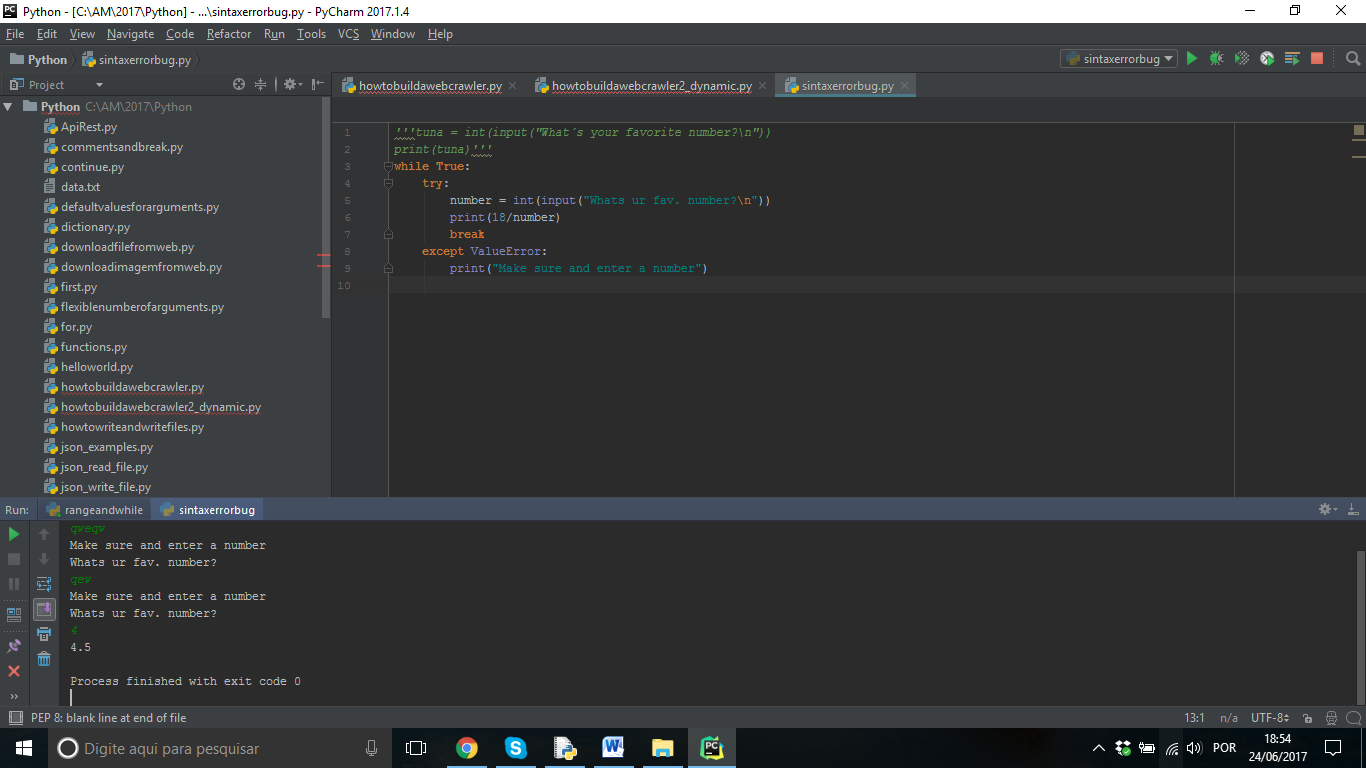 Python - [C:\AM\2017\Python] - ...\sintaxerrorbug.py - PyCharm 2017.1.4
File Edit View Navigate Code Refactor Run Tools VCS Window Help
Python sintaxerrorbug.py sintaxerrorbug
Project
howtobuildawebcrawler.py howtobuildawebcrawler2_dynamic.py sintaxerrorbug.py
Python C:\AM\2017\Python
ApiRest.py
commentsandbreak.py
continue.py
data.txt
defaultvaluesforarguments.py
dictionary.py
downloadfilefromweb.py
downloadimagemfromweb.py
first.py
flexiblenumberofarguments.py
for.py
functions.py
helloworld.py
howtobuildawebcrawler.py
howtobuildawebcrawler2_dynamic.py
howtowriteandwritefiles.py
json_examples.py
json_read_file.py
json_write_file.py
1 '''tuna = int(input("What´s your favorite number?\n"))
2 print(tuna)'''
3 while True:
4 try:
5 number = int(input("Whats ur fav. number?\n"))
6 print(18/number)
7 break
8 except ValueError:
9 print("Make sure and enter a number")
10
Run: rangeandwhile sintaxerrorbug
qveqv
Make sure and enter a number
Whats ur fav. number?
qev
Make sure and enter a number
Whats ur fav. number?
4
4.5
Process finished with exit code 0
PEP 8: blank line at end of file 13:1 n/a UTF-8
Digite aqui para pesquisar
POR
18:54
24/06/2017